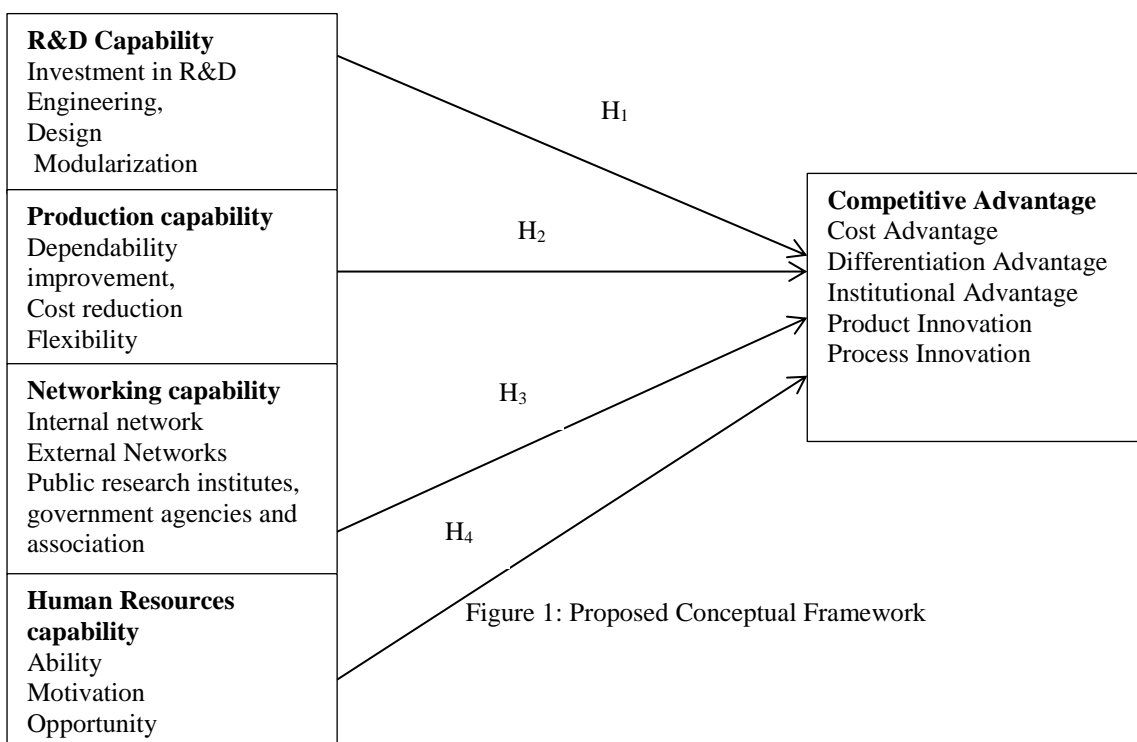 R&D Capability
Investment in R&D
Engineering,
Design
Modularization
Production capability
Dependability
improvement,
Cost reduction
Flexibility
Networking capability
Internal network
External Networks
Public research institutes,
government agencies and
association
Human Resources
capability
Ability
Motivation
Opportunity
H₁
H₂
H₃
H₄
Competitive Advantage
Cost Advantage
Differentiation Advantage
Institutional Advantage
Product Innovation
Process Innovation
Figure 1: Proposed Conceptual Framework